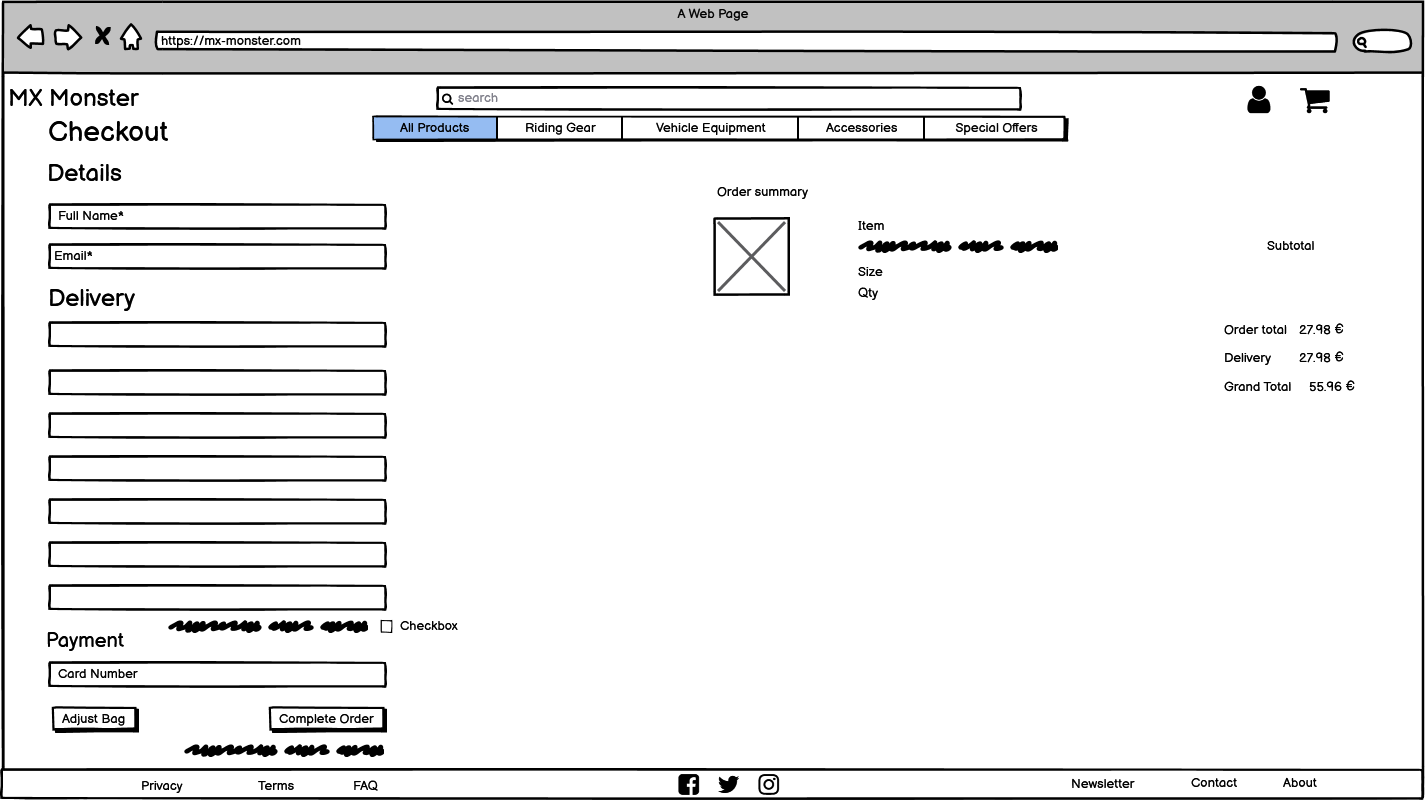 A Web Page
https://mx-monster.com
MX Monster
search
Checkout
All Products Riding Gear Vehicle Equipment Accessories Special Offers
Details
Order summary
Full Name*
Item
Email*
Subtotal
Size
Qty
Delivery
Order total 27.98 €
Delivery 27.98 €
Grand Total 55.96 €
Checkbox
Payment
Card Number
Adjust Bag Complete Order
Privacy Terms FAQ Newsletter Contact About